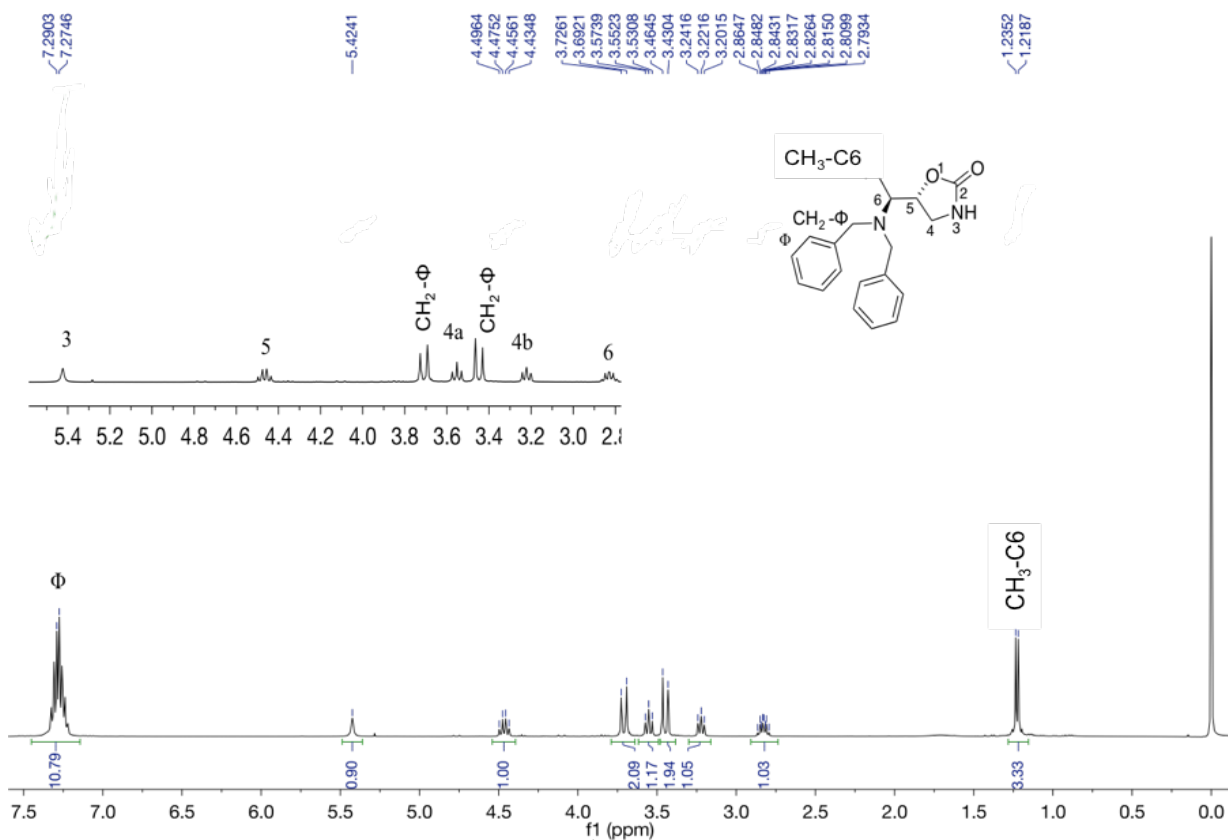 7.2903 7.2746 5.4241 4.4964 4.4752 4.4561 4.4348 3.7261 3.6921 3.5739 3.5523 3.5308 3.4645 3.4304 3.2416 3.2216 3.2015 2.8647 2.8482 2.8431 2.8317 2.8264 2.8150 2.8099 2.7934 1.2352 1.2187
CH₃-C6
O 1
O
2
6
5
NH
CH₂-Φ
N
4
3
Φ
3 5 CH₂-Φ 4a CH₂-Φ 4b 6
5.4 5.2 5.0 4.8 4.6 4.4 4.2 4.0 3.8 3.6 3.4 3.2 3.0 2.8
Φ
CH₃-C6
10.79 0.90 1.00 2.09 1.17 1.94 1.05 1.03 3.33
7.5 7.0 6.5 6.0 5.5 5.0 4.5 4.0 3.5 3.0 2.5 2.0 1.5 1.0 0.5 0.0
f1 (ppm)